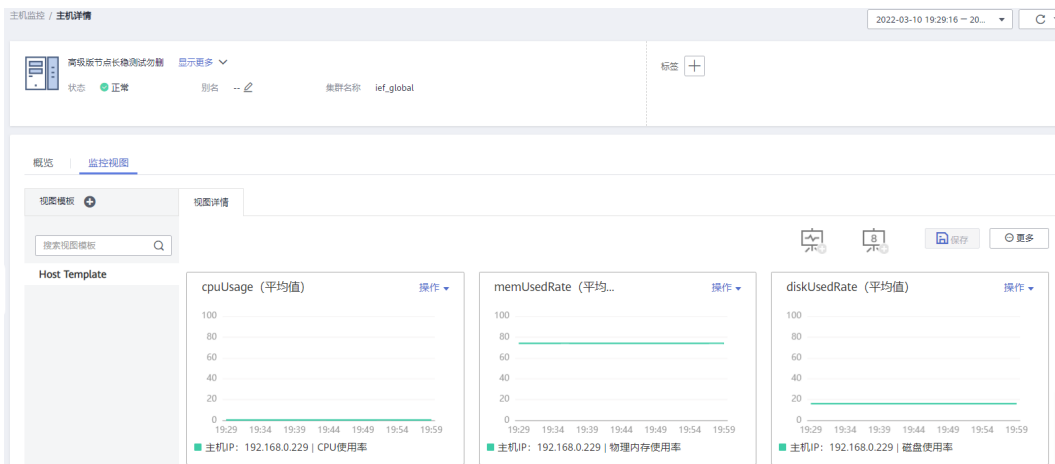 主机监控 / 主机详情
2022-03-10 19:29:16 — 20...
高级版节点长稳测试勿删 显示更多
标签
状态 正常 别名 -- 集群名称 ief_global
概览 监控视图
视图模板 视图详情
搜索视图模板
8
保存 更多
Host Template
cpuUsage（平均值） 操作
100
80
60
40
20
0
19:29 19:34 19:39 19:44 19:49 19:54 19:59
主机IP：192.168.0.229 | CPU使用率
memUsedRate（平均... 操作
100
80
60
40
20
0
19:29 19:34 19:39 19:44 19:49 19:54 19:59
主机IP：192.168.0.229 | 物理内存使用率
diskUsedRate（平均值） 操作
100
80
60
40
20
0
19:29 19:34 19:39 19:44 19:49 19:54 19:59
主机IP：192.168.0.229 | 磁盘使用率